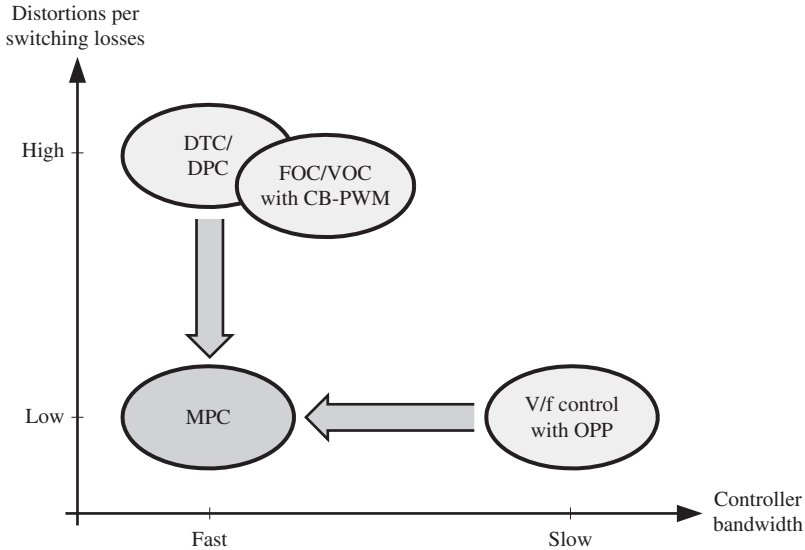 Distortions per
switching losses
High
DTC/
DPC
FOC/VOC
with CB-PWM
Low
MPC
V/f control
with OPP
Controller
bandwidth
Fast
Slow